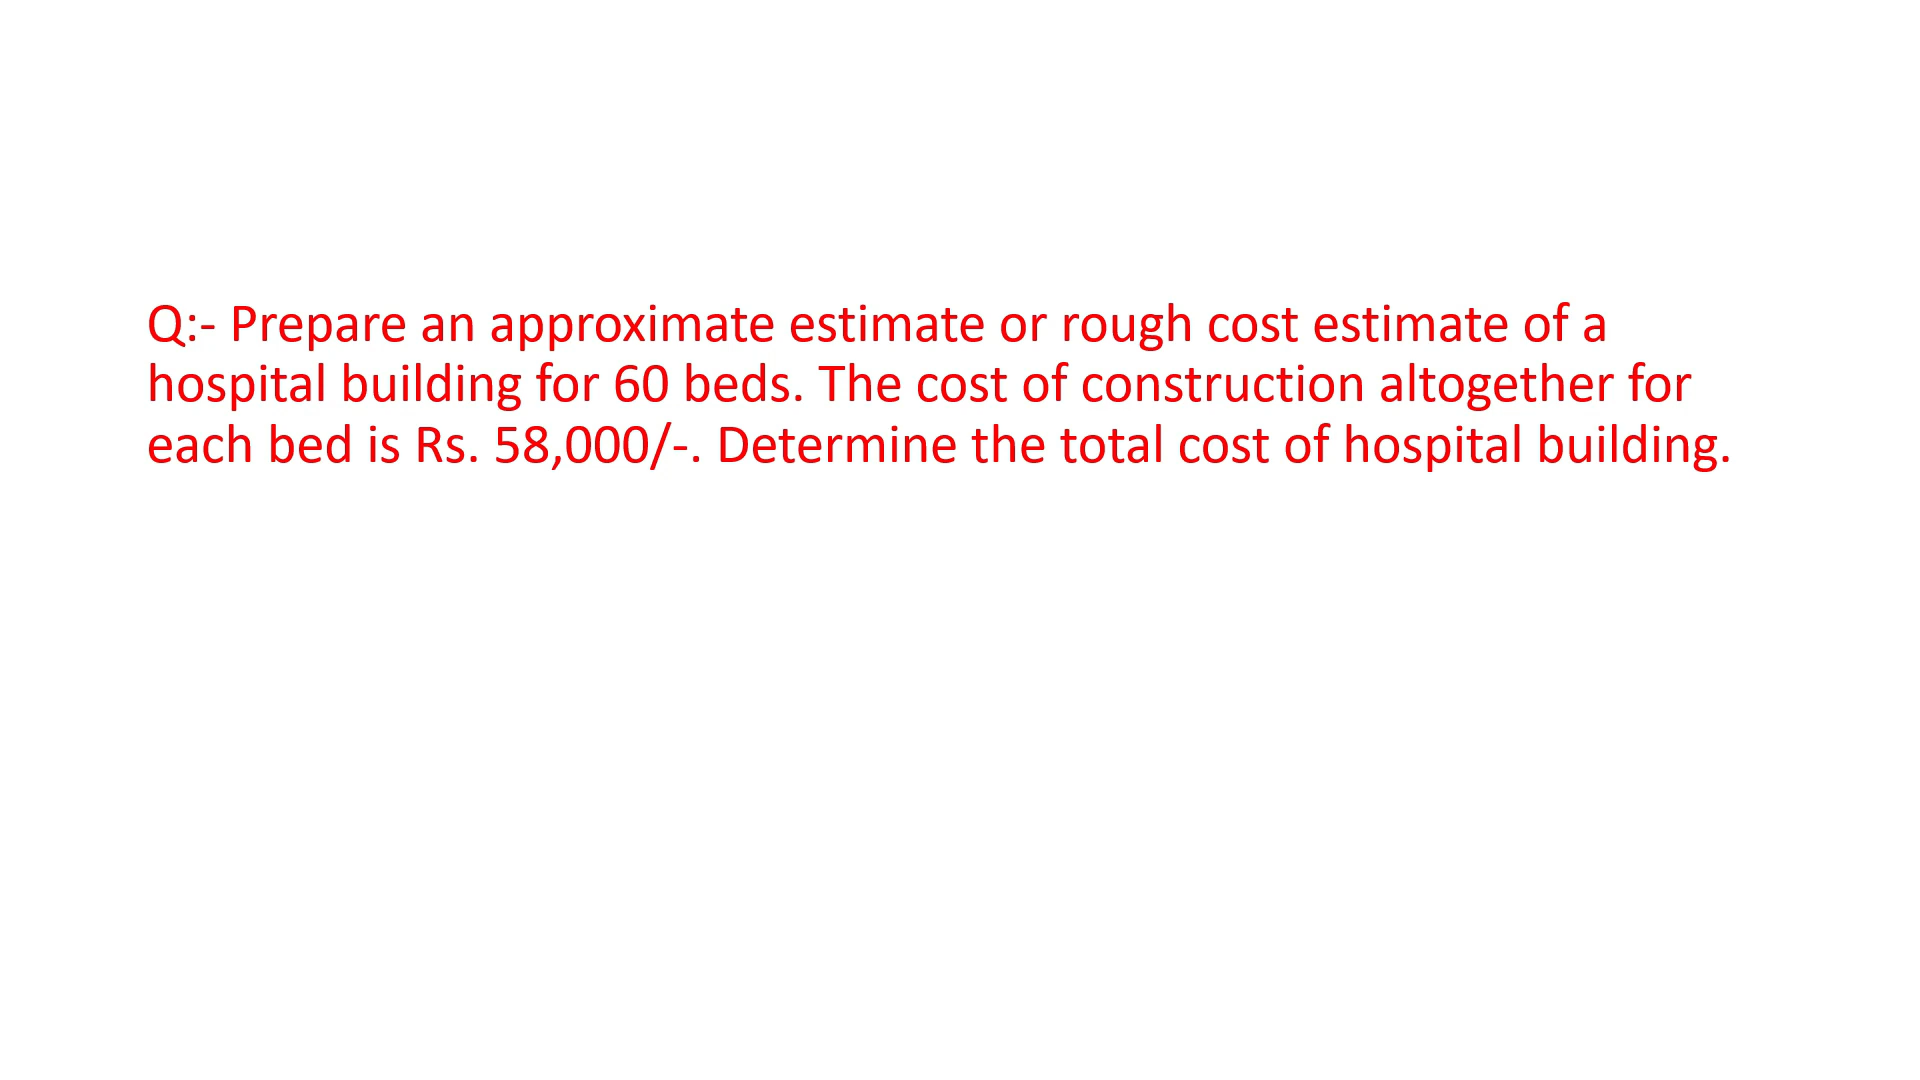 Q:- Prepare an approximate estimate or rough cost estimate of a
hospital building for 60 beds. The cost of construction altogether for
each bed is Rs. 58,000/-. Determine the total cost of hospital building.